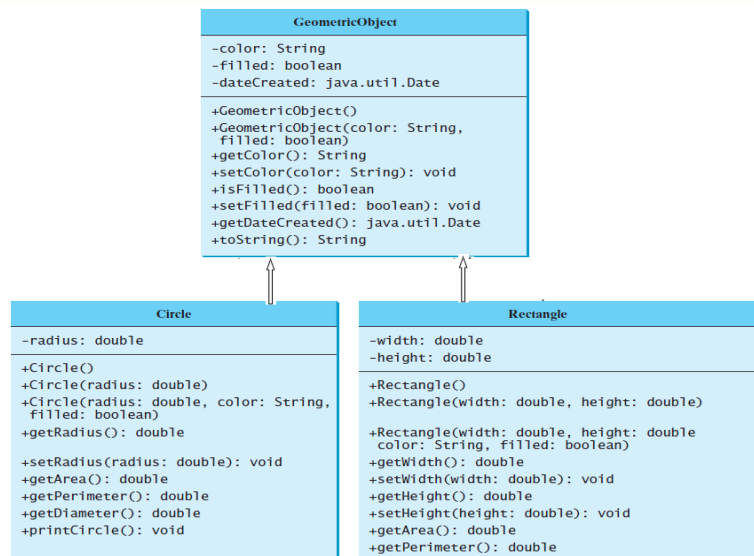 GeometricObject
-color: String
-filled: boolean
-dateCreated: java.util.Date
+GeometricObject()
+GeometricObject(color: String,
filled: boolean)
+getColor(): String
+setColor(color: String): void
+isFilled(): boolean
+setFilled(filled: boolean): void
+getDateCreated(): java.util.Date
+toString(): String
Circle
-radius: double
+Circle()
+Circle(radius: double)
+Circle(radius: double, color: String,
filled: boolean)
+getRadius(): double
+setRadius(radius: double): void
+getArea(): double
+getPerimeter(): double
+getDiameter(): double
+printCircle(): void
Rectangle
-width: double
-height: double
+Rectangle()
+Rectangle(width: double, height: double)
+Rectangle(width: double, height: double
color: String, filled: boolean)
+getWidth(): double
+setWidth(width: double): void
+getHeight(): double
+setHeight(height: double): void
+getArea(): double
+getPerimeter(): double